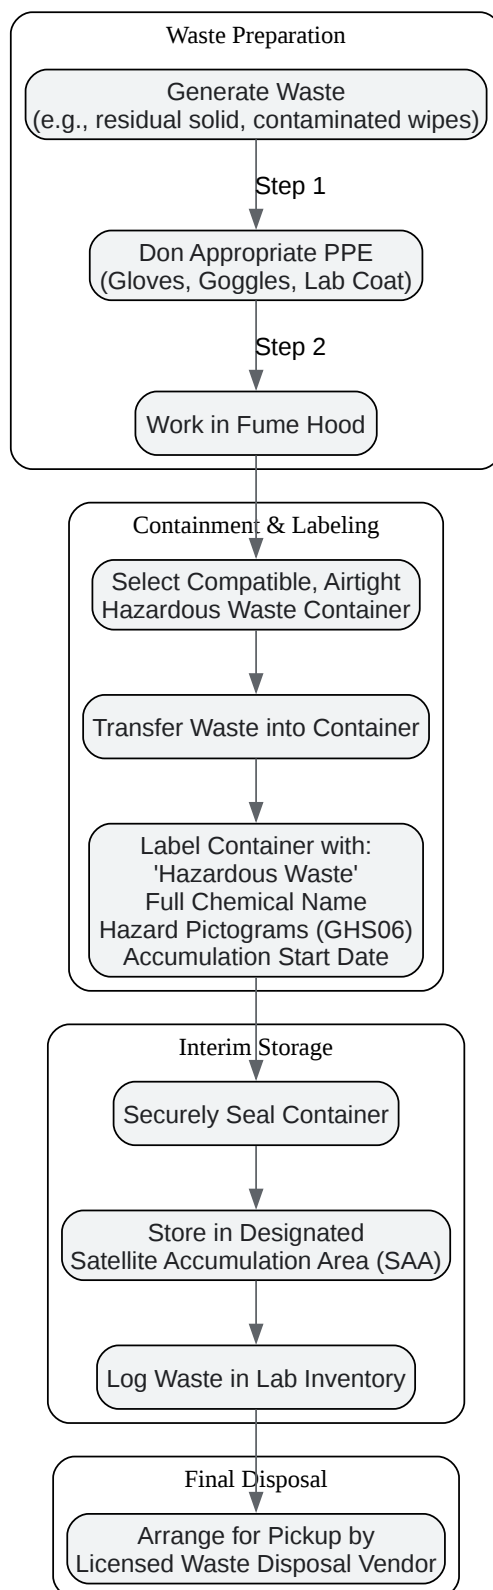 Waste Preparation
Generate Waste
(e.g., residual solid, contaminated wipes)
Step 1
Don Appropriate PPE
(Gloves, Goggles, Lab Coat)
Step 2
Work in Fume Hood
Containment & Labeling
Select Compatible, Airtight
Hazardous Waste Container
Transfer Waste into Container
Label Container with:
'Hazardous Waste'
Full Chemical Name
Hazard Pictograms (GHS06)
Accumulation Start Date
Interim Storage
Securely Seal Container
Store in Designated
Satellite Accumulation Area (SAA)
Log Waste in Lab Inventory
Final Disposal
Arrange for Pickup by
Licensed Waste Disposal Vendor